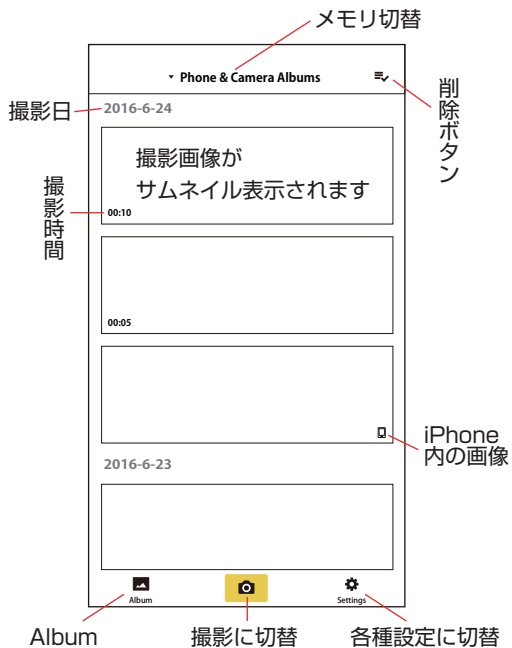 メモリ切替
▼ Phone & Camera Albums
削除ボタン
撮影日
2016-6-24
撮影画像が
サムネイル表示されます
撮影時間
00:10
00:05
iPhone
内の画像
2016-6-23
Album
Settings
Album
撮影に切替
各種設定に切替